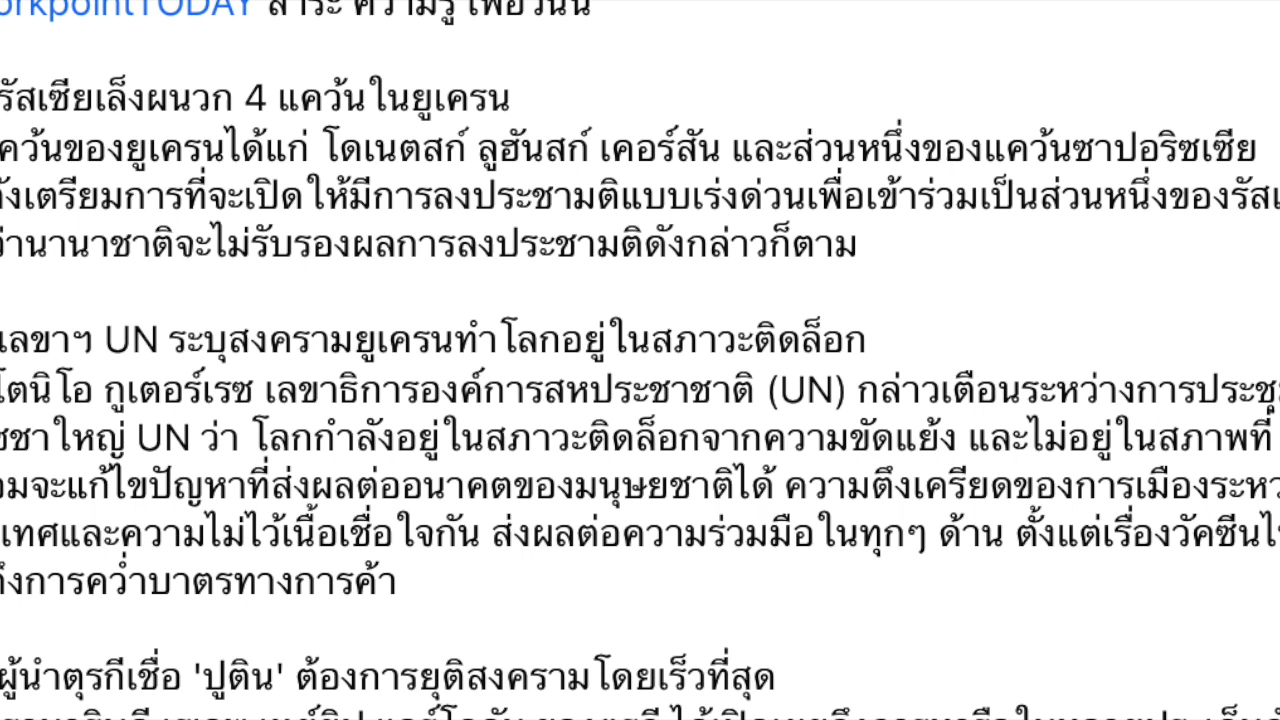 orkpointTODAY สาระ ความรู้ เพื่อวันนี้
รัสเซียเล็งผนวก 4 แคว้นในยูเครน
คว้นของยูเครนได้แก่ โดเนตสก์ ลูฮันสก์ เคอร์สัน และส่วนหนึ่งของแคว้นซาปอริซเซีย
ังเตรียมการที่จะเปิดให้มีการลงประชามติแบบเร่งด่วนเพื่อเข้าร่วมเป็นส่วนหนึ่งของรัสเ
ว่านานาชาติจะไม่รับรองผลการลงประชามติดังกล่าวก็ตาม
เลขาฯ UN ระบุสงครามยูเครนทำโลกอยู่ในสภาวะติดล็อก
โตนิโอ กูเตอร์เรซ เลขาธิการองค์การสหประชาชาติ (UN) กล่าวเตือนระหว่างการประชุ
ชชาใหญ่ UN ว่า โลกกำลังอยู่ในสภาวะติดล็อกจากความขัดแย้ง และไม่อยู่ในสภาพที่
อมจะแก้ไขปัญหาที่ส่งผลต่ออนาคตของมนุษยชาติได้ ความตึงเครียดของการเมืองระหว
เทศและความไม่ไว้เนื้อเชื่อใจกัน ส่งผลต่อความร่วมมือในทุกๆ ด้าน ตั้งแต่เรื่องวัคซีนไ
ถึงการคว่ำบาตรทางการค้า
ผู้นำตุรกีเชื่อ 'ปูติน' ต้องการยุติสงครามโดยเร็วที่สุด